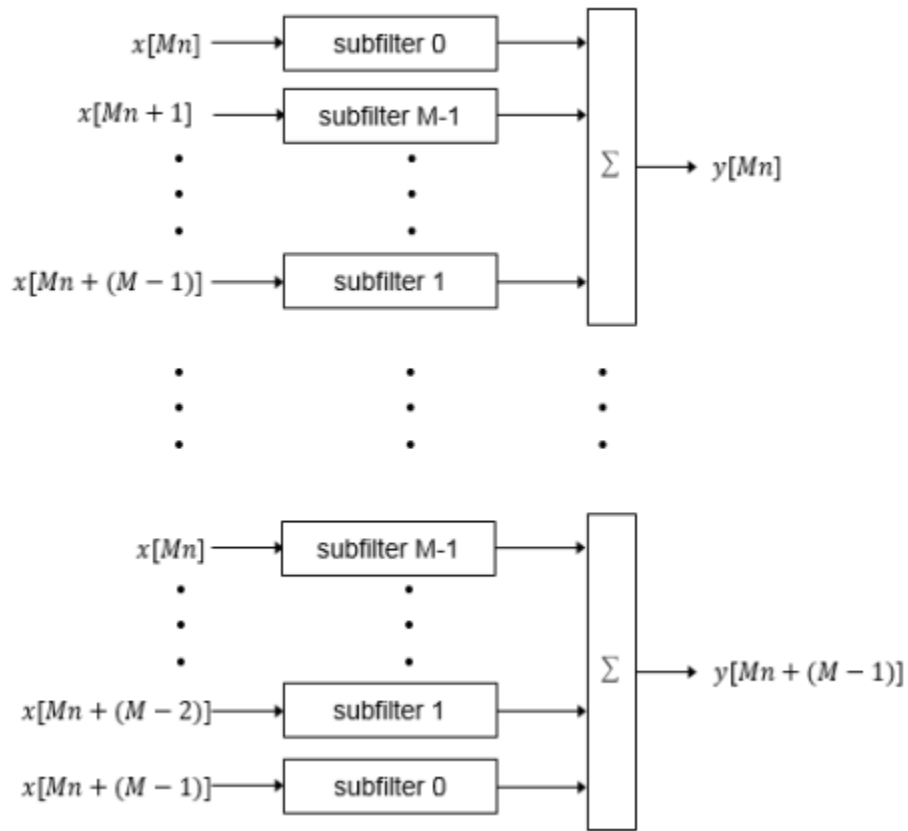 x[Mn] subfilter 0
x[Mn + 1] subfilter M-1
∑ y[Mn]
x[Mn + (M − 1)] subfilter 1
x[Mn] subfilter M-1
∑ y[Mn + (M − 1)]
x[Mn + (M − 2)] subfilter 1
x[Mn + (M − 1)] subfilter 0